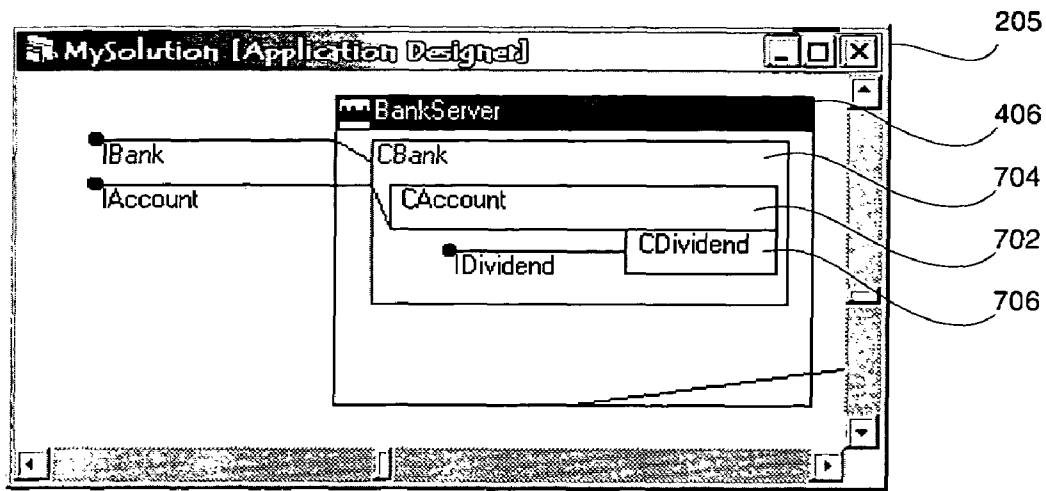 MySolution [Application Designer]
205
BankServer
406
IBank
CBank
704
IAccount
CAccount
702
CDividend
IDividend
706